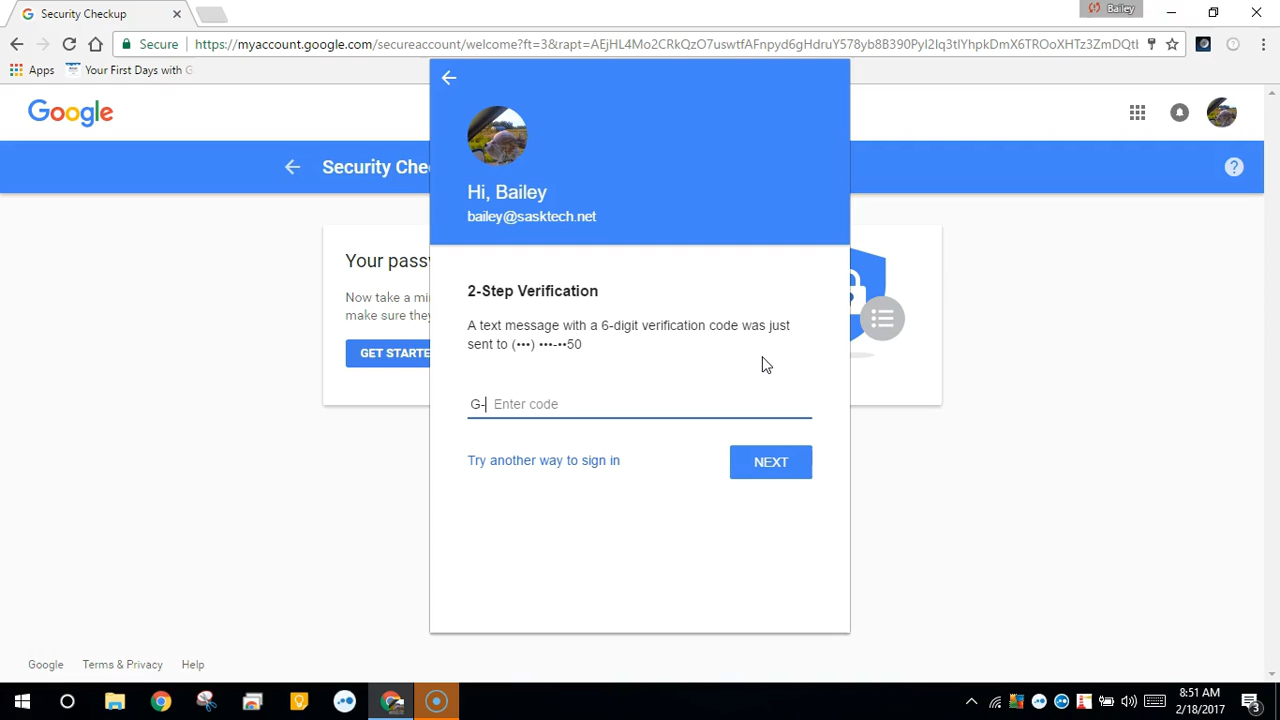 Security Checkup
Bailey
Secure
https://myaccount.google.com/secureaccount/welcome?ft=3&rapt=
Apps
Your First Days with G
Google
Security Che
Hi, Bailey
bailey@sasktech.net
Your passw
Now take a mi
make sure they
GET STARTE
2-Step Verification
A text message with a 6-digit verification code was just
sent to (•••) •••-••50
G- Enter code
Try another way to sign in
NEXT
Google
Terms & Privacy
Help
8:51 AM
2/18/2017
3